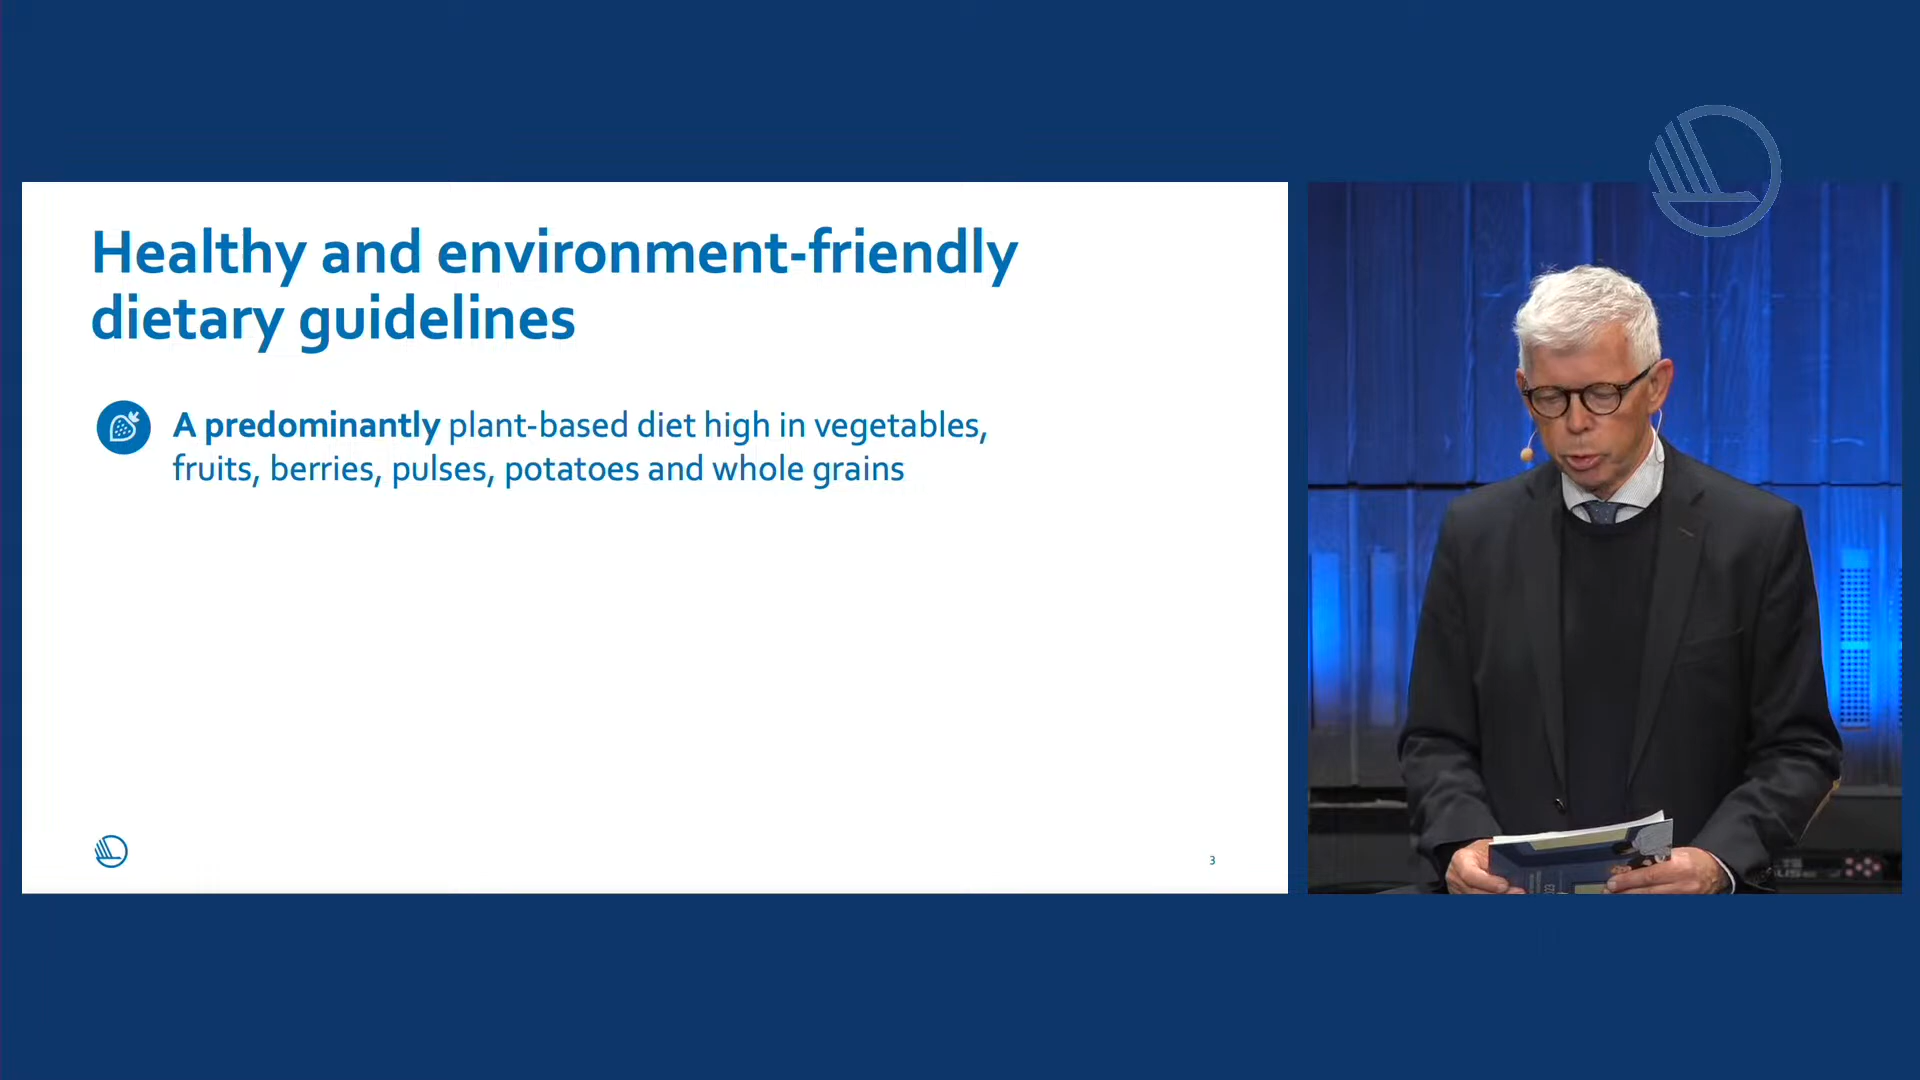 Healthy and environment-friendly
dietary guidelines
A predominantly plant-based diet high in vegetables,
fruits, berries, pulses, potatoes and whole grains
3